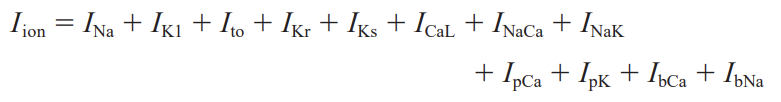 I_ion = I_Na + I_K1 + I_to + I_Kr + I_Ks + I_CaL + I_NaCa + I_NaK
+ I_pCa + I_pK + I_bCa + I_bNa